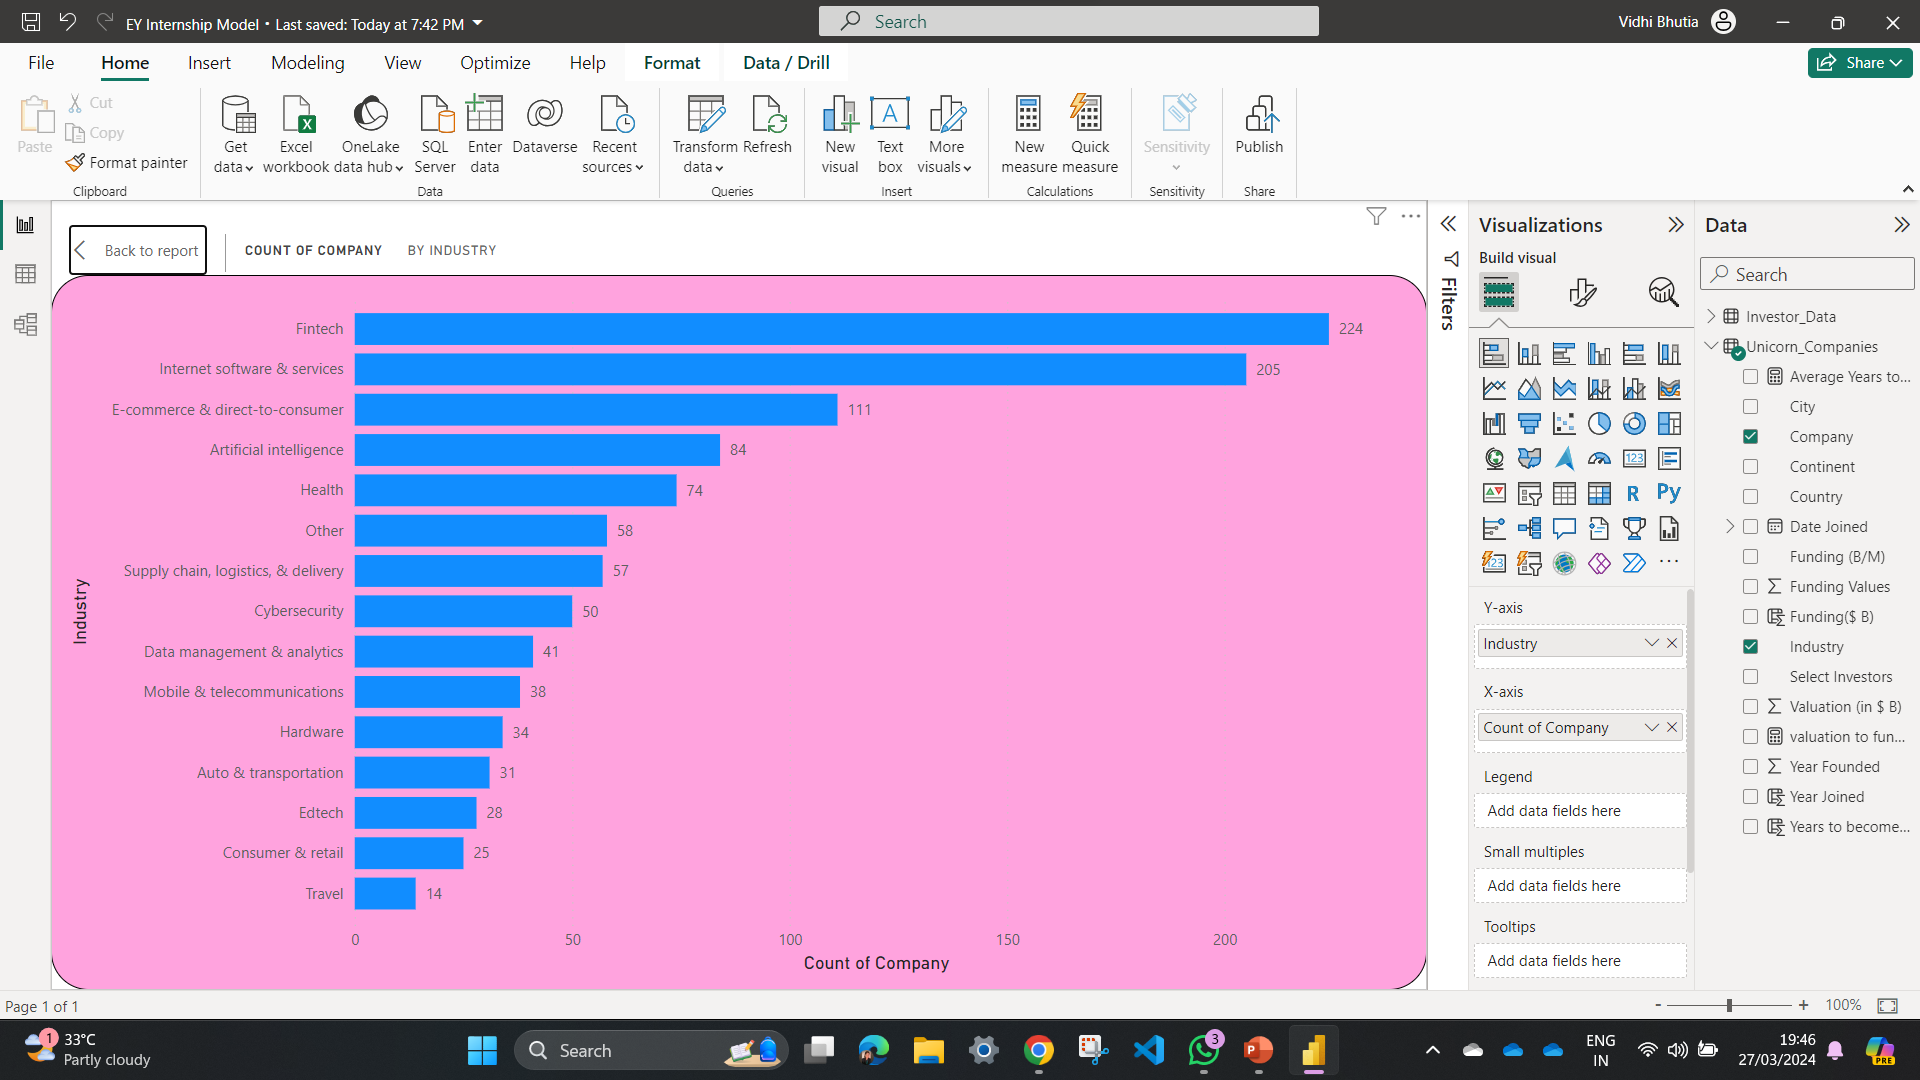 EY Internship Model • Last saved: Today at 7:42 PM
Search
Vidhi Bhutia
File
Home
Insert
Modeling
View
Optimize
Help
Format
Data / Drill
Share
Paste
Cut
Copy
Format painter
Clipboard
Get data
Excel workbook
OneLake data hub
SQL Server
Enter data
Dataverse
Recent sources
Data
Transform data
Refresh
Queries
New visual
Text box
More visuals
Insert
New measure
Quick measure
Calculations
Sensitivity
Sensitivity
Publish
Share
Back to report
COUNT OF COMPANY
BY INDUSTRY
Industry
Fintech 224
Internet software & services 205
E-commerce & direct-to-consumer 111
Artificial intelligence 84
Health 74
Other 58
Supply chain, logistics, & delivery 57
Cybersecurity 50
Data management & analytics 41
Mobile & telecommunications 38
Hardware 34
Auto & transportation 31
Edtech 28
Consumer & retail 25
Travel 14
0 50 100 150 200
Count of Company
Filters
Visualizations
Build visual
123
R
Py
123
Y-axis
Industry
X-axis
Count of Company
Legend
Add data fields here
Small multiples
Add data fields here
Tooltips
Add data fields here
Data
Search
Investor_Data
Unicorn_Companies
Average Years to...
City
Company
Continent
Country
Date Joined
Funding (B/M)
Funding Values
Funding($ B)
Industry
Select Investors
Valuation (in $ B)
valuation to fun...
Year Founded
Year Joined
Years to become...
Page 1 of 1
- + 100%
1
33°C
Partly cloudy
Search
3
ENG
IN
19:46
27/03/2024
PRE